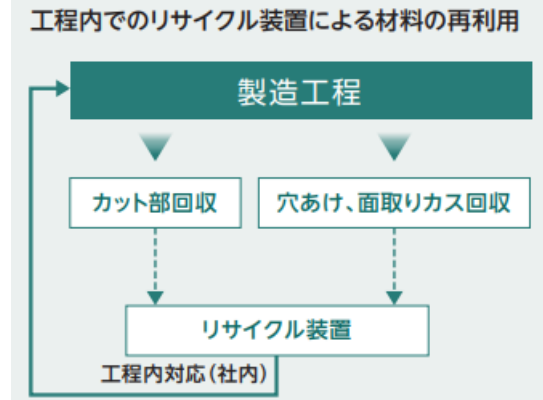 工程内でのリサイクル装置による材料の再利用
製造工程
カット部回収
穴あけ、面取りカス回収
リサイクル装置
工程内対応（社内）